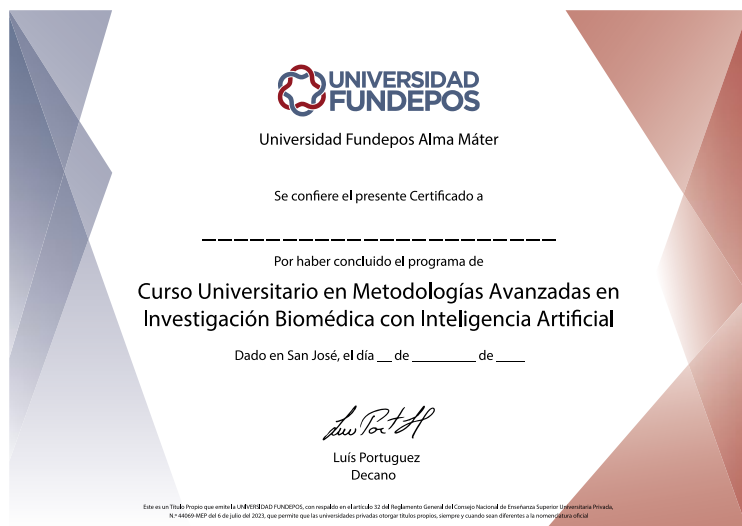 UNIVERSIDAD
FUNDEPOS
Universidad Fundepos Alma Máter
Se confiere el presente Certificado a
_______________________
Por haber concluido el programa de
Curso Universitario en Metodologías Avanzadas en
Investigación Biomédica con Inteligencia Artificial
Dado en San José, el día __ de _________ de ____
Luís Portuguez
Decano
Este es un Título Propio que emite la UNIVERSIDAD FUNDEPOS, con respaldo en el artículo 32 del Reglamento General del Consejo Nacional de Enseñanza Superior Universitaria Privada,
N.º 44069-MEP del 6 de julio del 2023, que permite que las universidades privadas otorgar títulos propios, siempre y cuando sean diferentes a la nomenclatura oficial